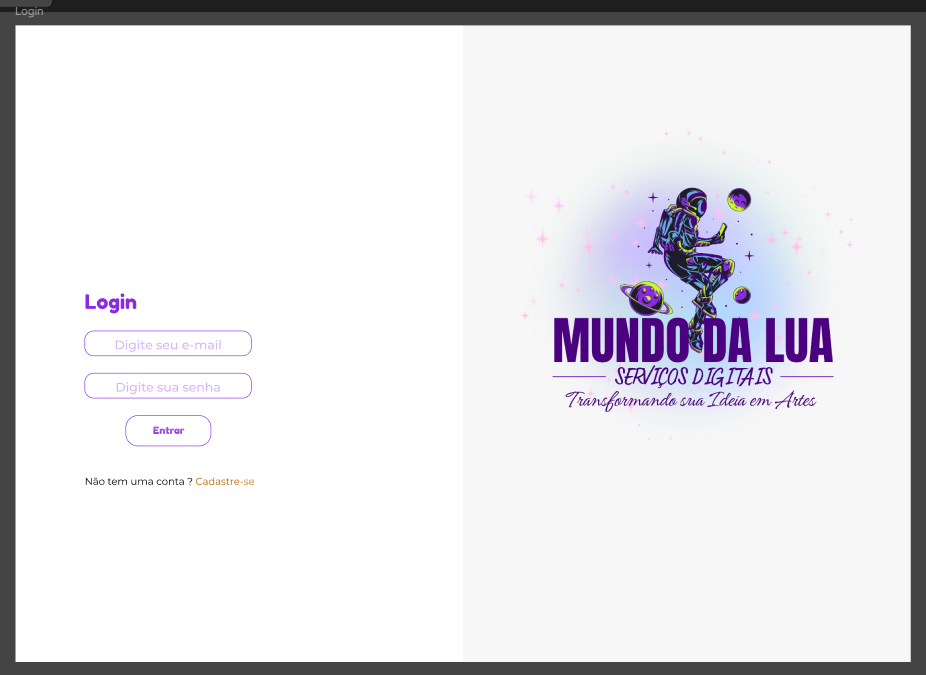 Login
Login
Digite seu e-mail
Digite sua senha
Entrar
Não tem uma conta ? Cadastre-se
MUNDO DA LUA
SERVIÇOS DIGITAIS
Transformando sua Ideia em Artes